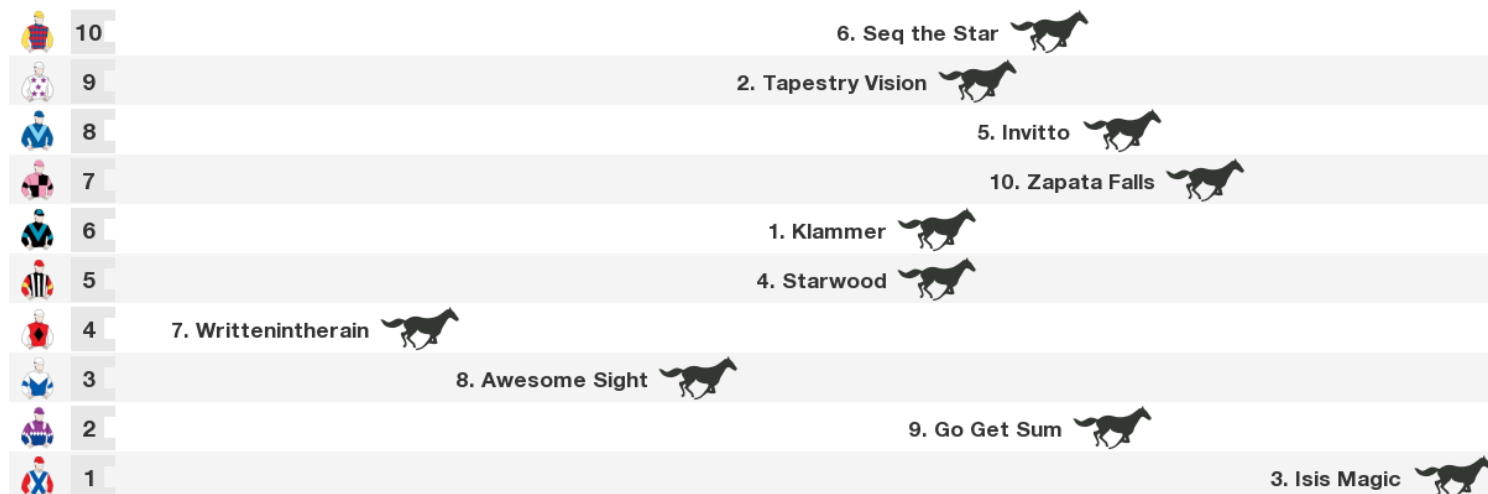 10 6. Seq the Star
9 2. Tapestry Vision
8 5. Invitto
7 10. Zapata Falls
6 1. Klammer
5 4. Starwood
4 7. Writtenintherain
3 8. Awesome Sight
2 9. Go Get Sum
1 3. Isis Magic